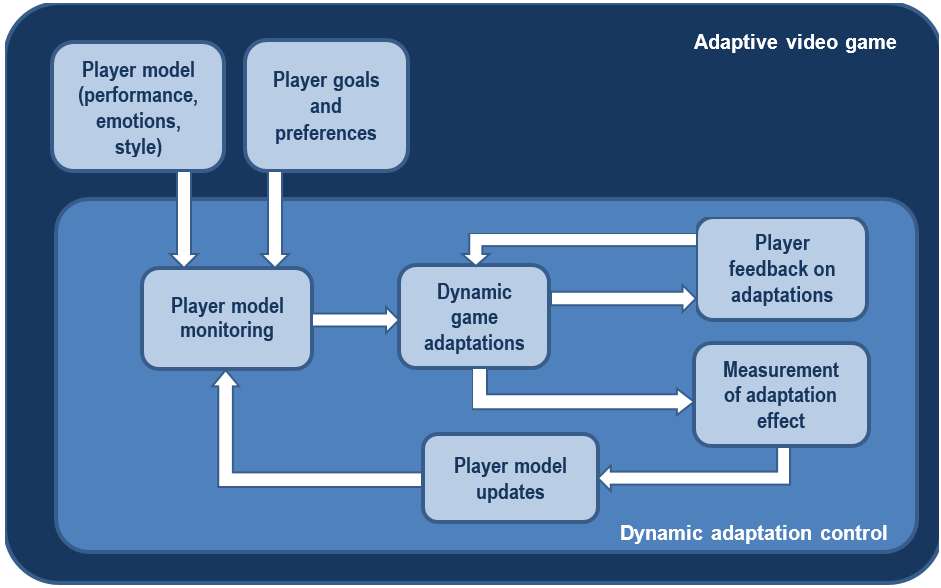 Adaptive video game
Player model
(performance,
emotions,
style)
Player goals
and
preferences
Player model
monitoring
Dynamic
game
adaptations
Player
feedback on
adaptations
Measurement
of adaptation
effect
Player model
updates
Dynamic adaptation control